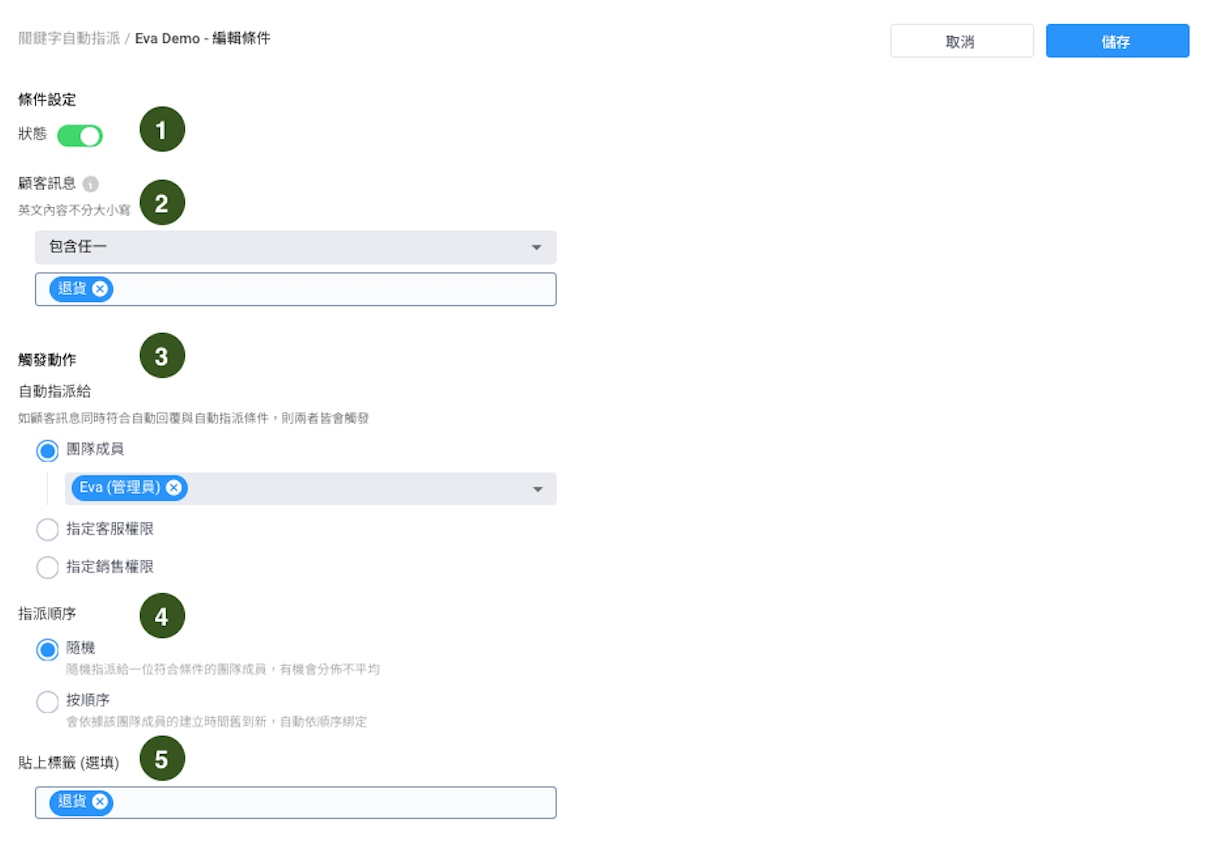 關鍵字自動指派 / Eva Demo - 編輯條件
取消
儲存
條件設定
狀態
1
顧客訊息 i
英文內容不分大小寫
2
包含任一
退貨
觸發動作
3
自動指派給
如顧客訊息同時符合自動回覆與自動指派條件，則兩者皆會觸發
團隊成員
Eva (管理員)
指定客服權限
指定銷售權限
指派順序
4
隨機
隨機指派給一位符合條件的團隊成員，有機會分佈不平均
按順序
會依據該團隊成員的建立時間舊到新，自動依順序綁定
貼上標籤 (選填)
5
退貨